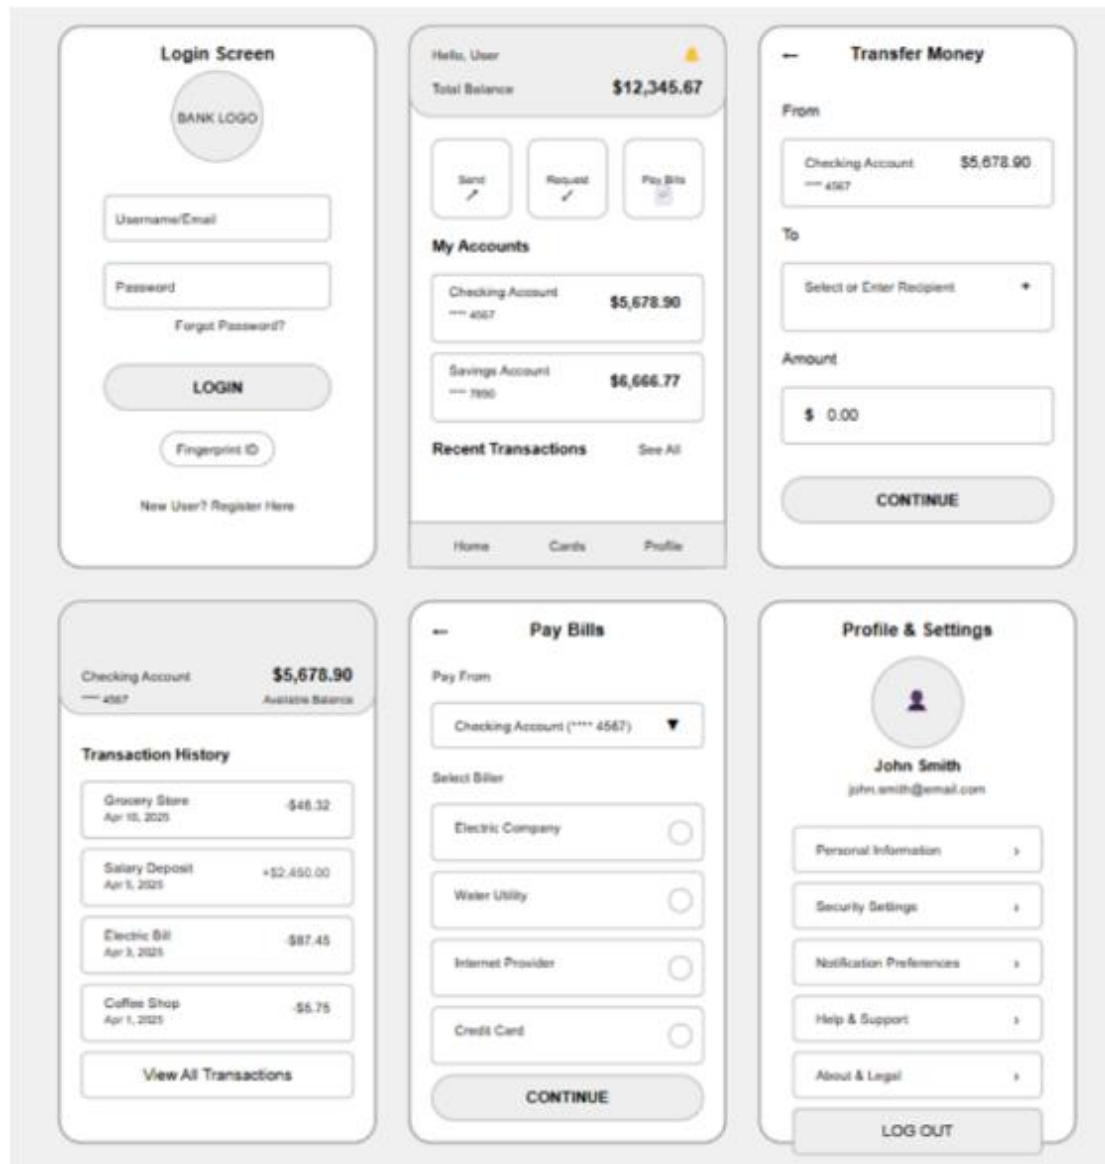 Login Screen
BANK LOGO
Username/Email
Password
Forgot Password?
LOGIN
Fingerprint ID
New User? Register Here
Hello, User
Total Balance $12,345.67
Send Request Pay Bills
My Accounts
Checking Account $5,678.90
**** 4567
Savings Account $6,666.77
**** 7890
Recent Transactions See All
Home Cards Profile
← Transfer Money
From
Checking Account $5,678.90
**** 4567
To
Select or Enter Recipient
Amount
$ 0.00
CONTINUE
Checking Account $5,678.90
**** 4567 Available Balance
Transaction History
Grocery Store -$46.32
Apr 10, 2025
Salary Deposit +$2,450.00
Apr 5, 2025
Electric Bill -$87.45
Apr 3, 2025
Coffee Shop -$5.75
Apr 1, 2025
View All Transactions
← Pay Bills
Pay From
Checking Account (**** 4567) ▼
Select Biller
Electric Company
Water Utility
Internet Provider
Credit Card
CONTINUE
Profile & Settings
John Smith
john.smith@email.com
Personal Information ›
Security Settings ›
Notification Preferences ›
Help & Support ›
About & Legal ›
LOG OUT